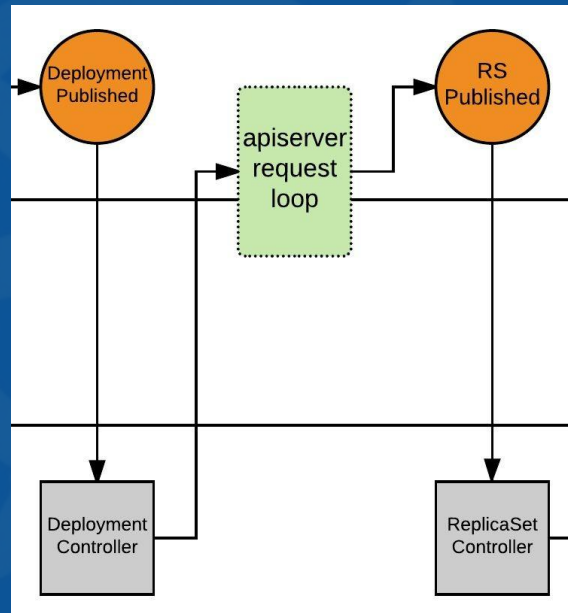 Deployment
Published
apiserver
request
loop
RS
Published
Deployment
Controller
ReplicaSet
Controller